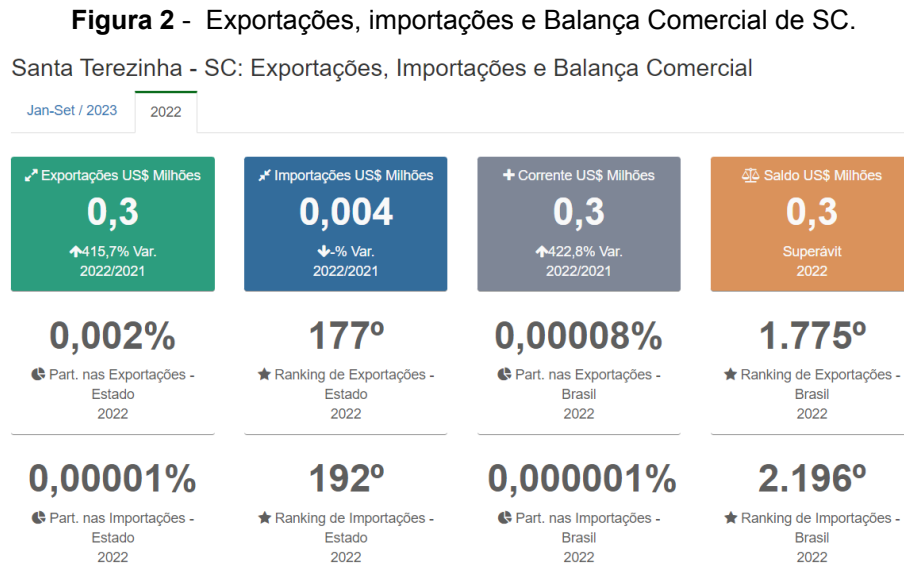 Figura 2 - Exportações, importações e Balança Comercial de SC.
Santa Terezinha - SC: Exportações, Importações e Balança Comercial
Jan-Set / 2023
2022
Exportações US$ Milhões
0,3
415,7% Var.
2022/2021
Importações US$ Milhões
0,004
-% Var.
2022/2021
Corrente US$ Milhões
0,3
422,8% Var.
2022/2021
Saldo US$ Milhões
0,3
Superávit
2022
0,002%
Part. nas Exportações -
Estado
2022
177º
Ranking de Exportações -
Estado
2022
0,00008%
Part. nas Exportações -
Brasil
2022
1.775º
Ranking de Exportações -
Brasil
2022
0,00001%
Part. nas Importações -
Estado
2022
192º
Ranking de Importações -
Estado
2022
0,000001%
Part. nas Importações -
Brasil
2022
2.196º
Ranking de Importações -
Brasil
2022